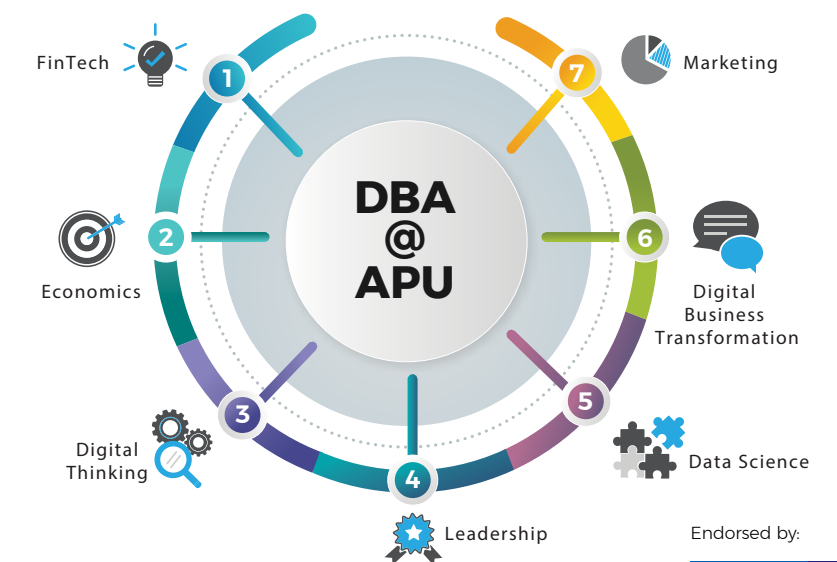 DBA
@
APU
1
FinTech
2
Economics
3
Digital
Thinking
4
Leadership
5
Data Science
6
Digital
Business
Transformation
7
Marketing
Endorsed by: